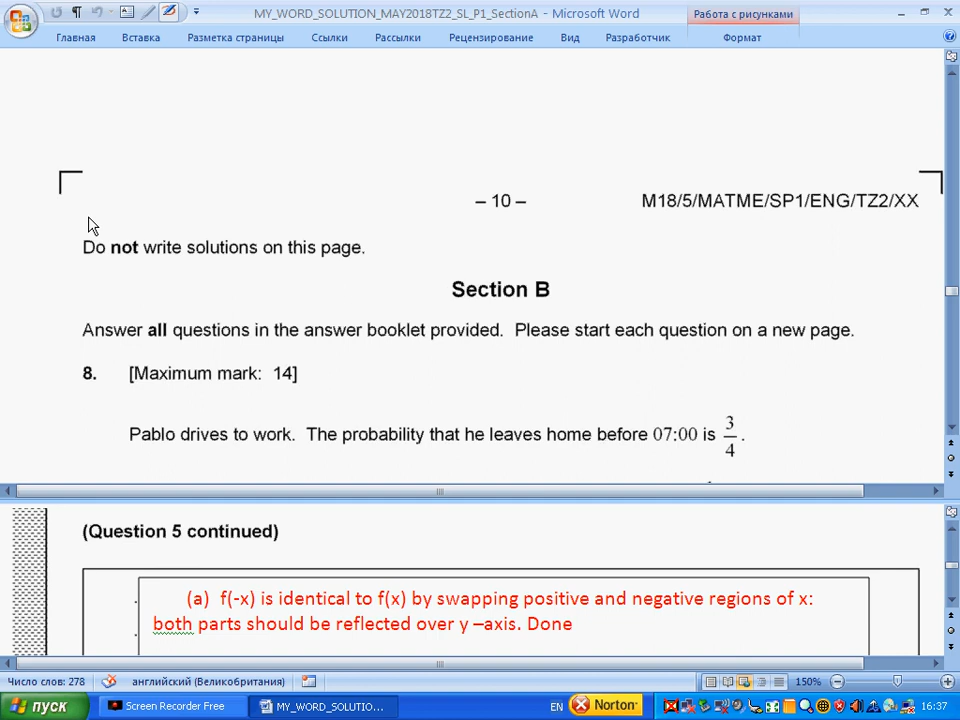 MY_WORD_SOLUTION_MAY2018TZ2_SL_P1_SectionA - Microsoft Word
Работа с рисунками
Главная Вставка Разметка страницы Ссылки Рассылки Рецензирование Вид Разработчик Формат
– 10 –
M18/5/MATME/SP1/ENG/TZ2/XX
Do not write solutions on this page.
Section B
Answer all questions in the answer booklet provided. Please start each question on a new page.
8. [Maximum mark: 14]
Pablo drives to work. The probability that he leaves home before 07:00 is 3/4.
(Question 5 continued)
(a) f(-x) is identical to f(x) by swapping positive and negative regions of x:
both parts should be reflected over y –axis. Done
Число слов: 278 английский (Великобритания) 150%
пуск Screen Recorder Free MY_WORD_SOLUTIO... EN Norton 16:37